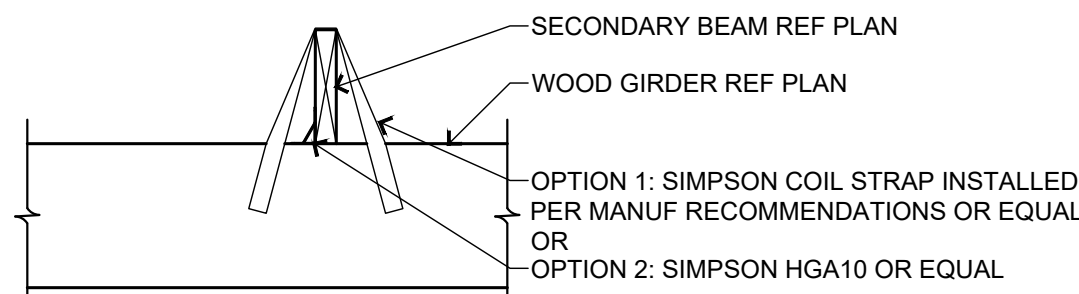 SECONDARY BEAM REF PLAN
WOOD GIRDER REF PLAN
OPTION 1: SIMPSON COIL STRAP INSTALLED
PER MANUF RECOMMENDATIONS OR EQUAL
OR
OPTION 2: SIMPSON HGA10 OR EQUAL